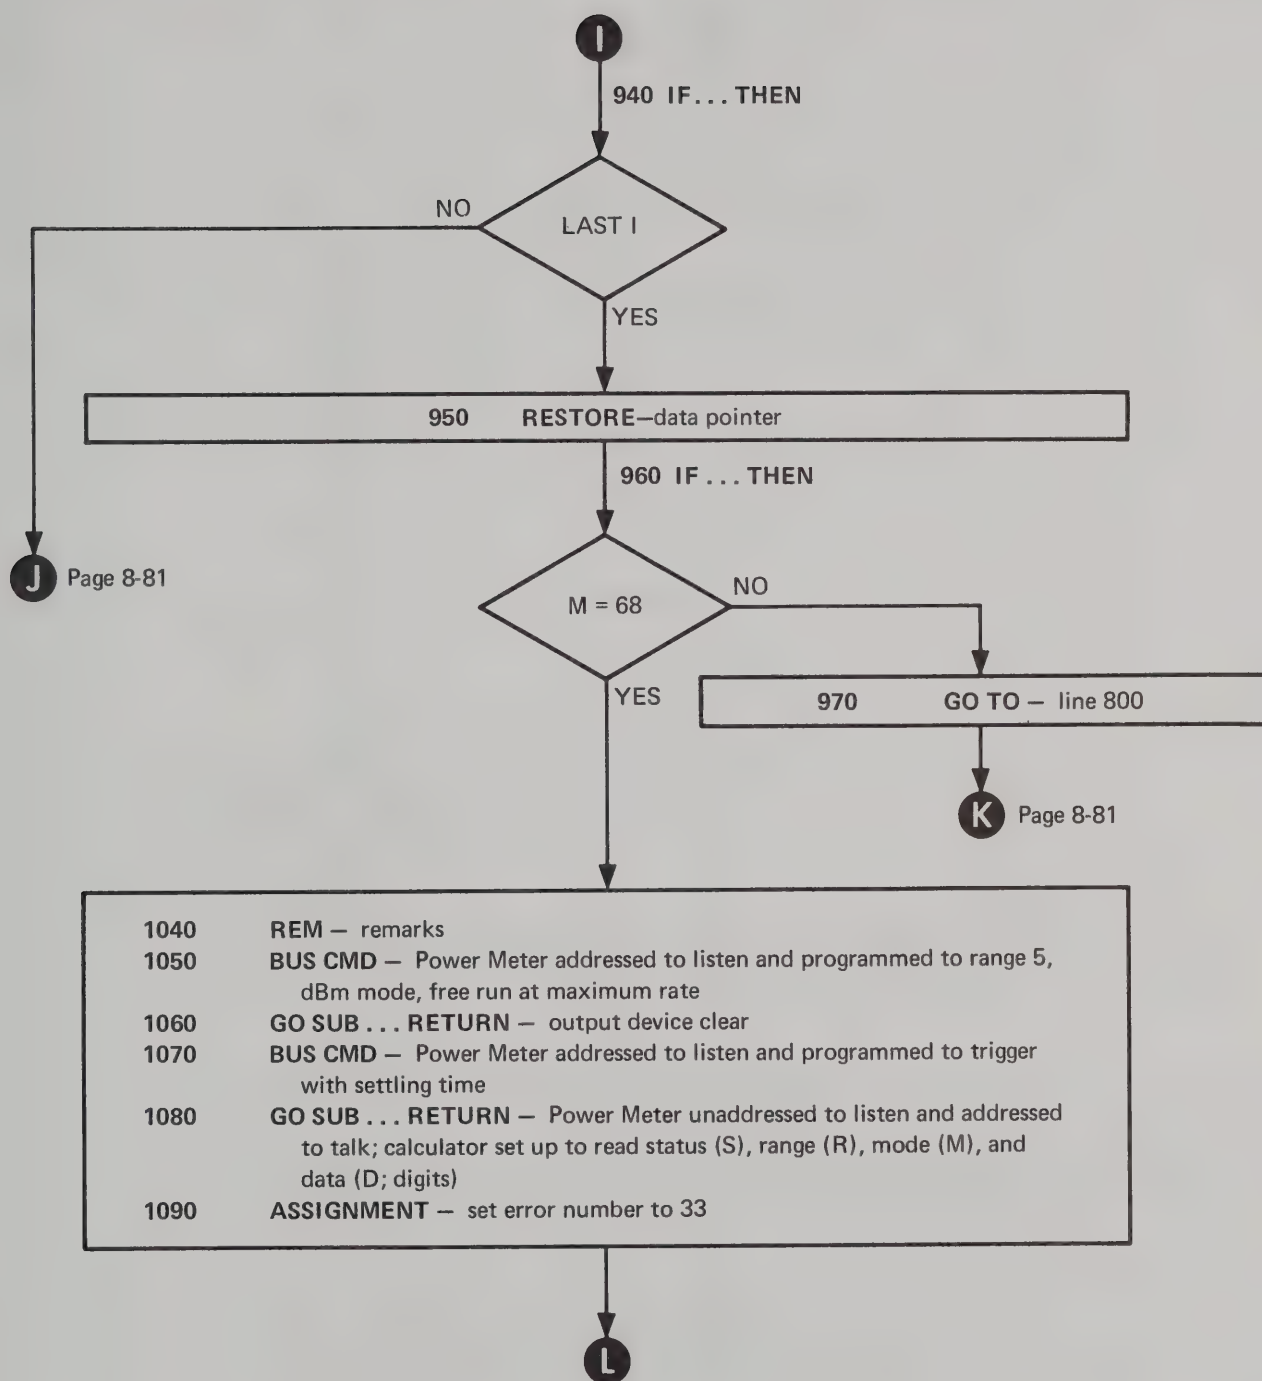 I
940 IF... THEN
NO
LAST I
YES
950 RESTORE—data pointer
960 IF... THEN
J Page 8-81
M = 68
NO
YES
970 GO TO — line 800
K Page 8-81
1040 REM — remarks
1050 BUS CMD — Power Meter addressed to listen and programmed to range 5,
dBm mode, free run at maximum rate
1060 GO SUB... RETURN — output device clear
1070 BUS CMD — Power Meter addressed to listen and programmed to trigger
with settling time
1080 GO SUB... RETURN — Power Meter unaddressed to listen and addressed
to talk; calculator set up to read status (S), range (R), mode (M), and
data (D; digits)
1090 ASSIGNMENT — set error number to 33
L